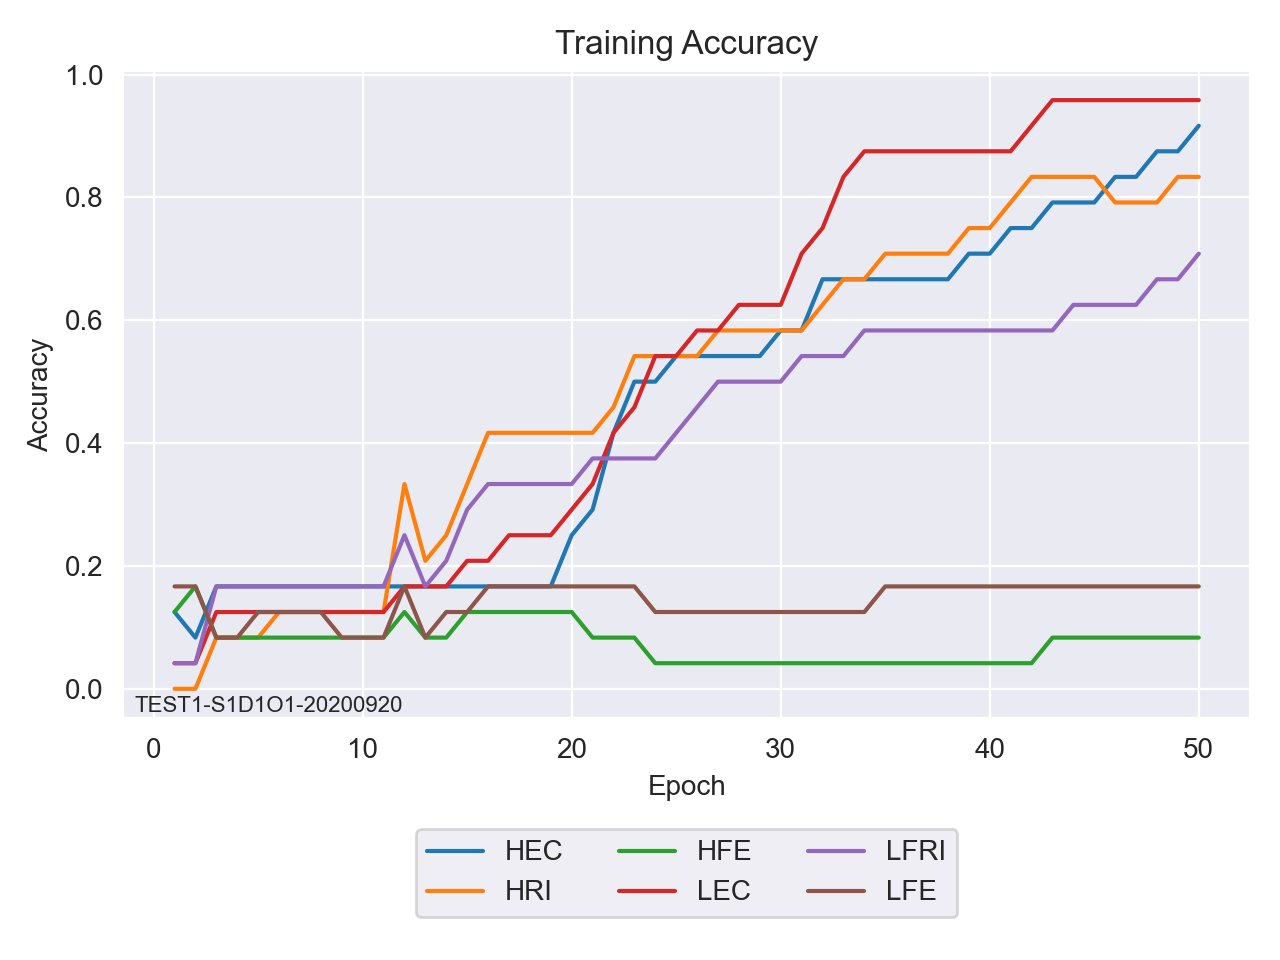 Training Accuracy
1.0
0.8
0.6
0.4
0.2
0.0
Accuracy
TEST1-S1D1O1-20200920
0 10 20 30 40 50
Epoch
HEC HFE LFRI
HRI LEC LFE